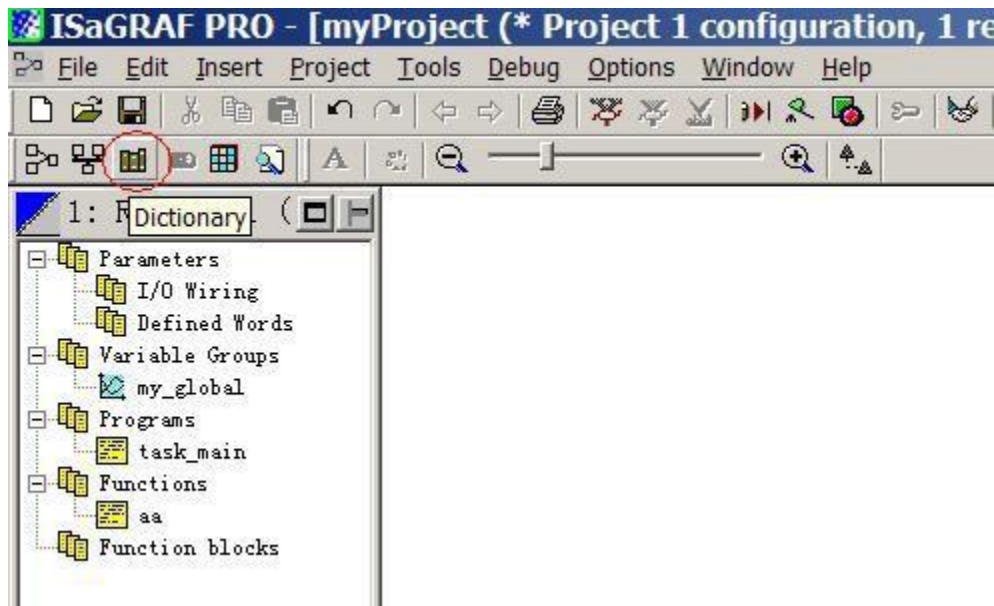 ISaGRAF PRO - [myProject (* Project 1 configuration, 1 re
File Edit Insert Project Tools Debug Options Window Help
A
1: R Dictionary. (
Parameters
I/O Wiring
Defined Words
Variable Groups
my_global
Programs
task_main
Functions
aa
Function blocks